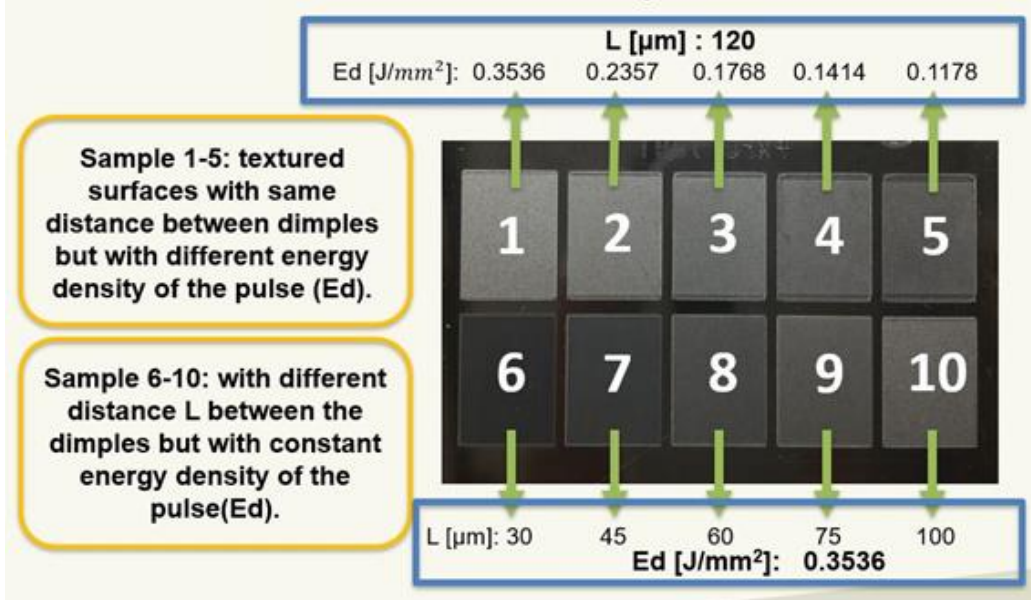 L [µm] : 120
Ed [J/mm²]: 0.3536 0.2357 0.1768 0.1414 0.1178
Sample 1-5: textured
surfaces with same
distance between dimples
but with different energy
density of the pulse (Ed).
1 2 3 4 5
Sample 6-10: with different
distance L between the
dimples but with constant
energy density of the
pulse(Ed).
6 7 8 9 10
L [µm]: 30 45 60 75 100
Ed [J/mm²]: 0.3536